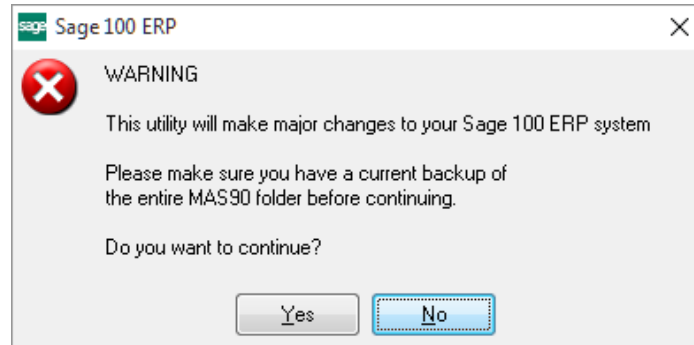 sage Sage 100 ERP
WARNING
This utility will make major changes to your Sage 100 ERP system
Please make sure you have a current backup of
the entire MAS90 folder before continuing.
Do you want to continue?
Yes No